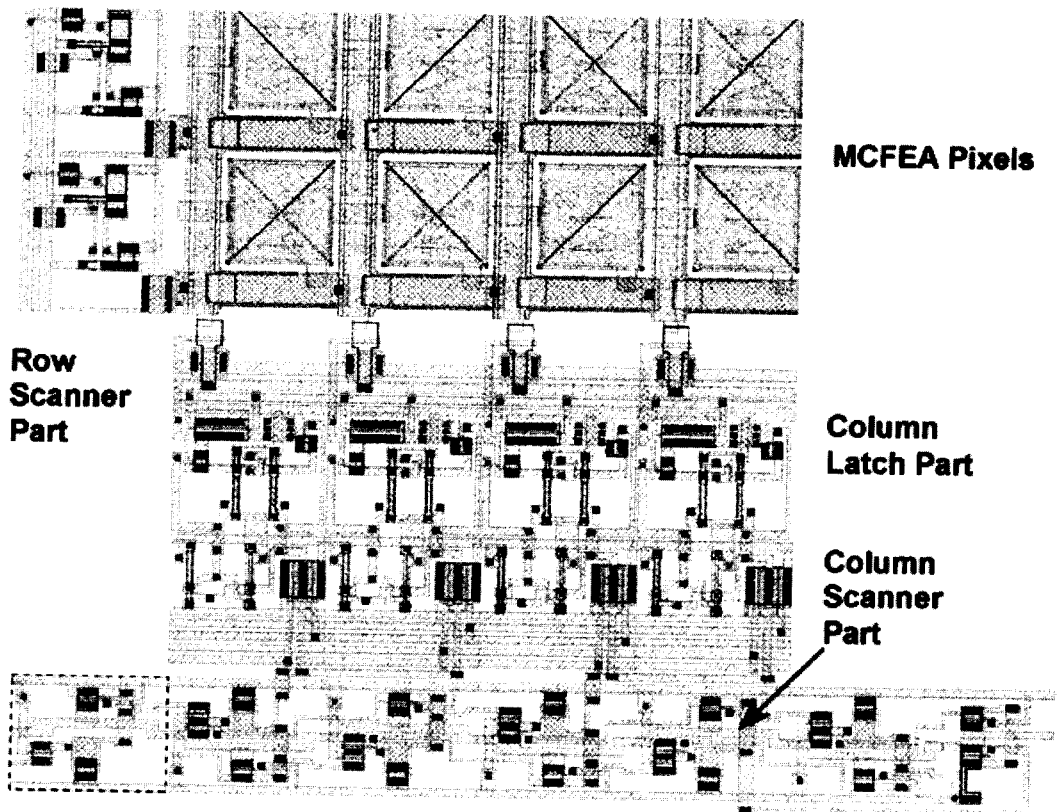 MCFEA Pixels
Row
Scanner
Part
Column
Latch Part
Column
Scanner
Part